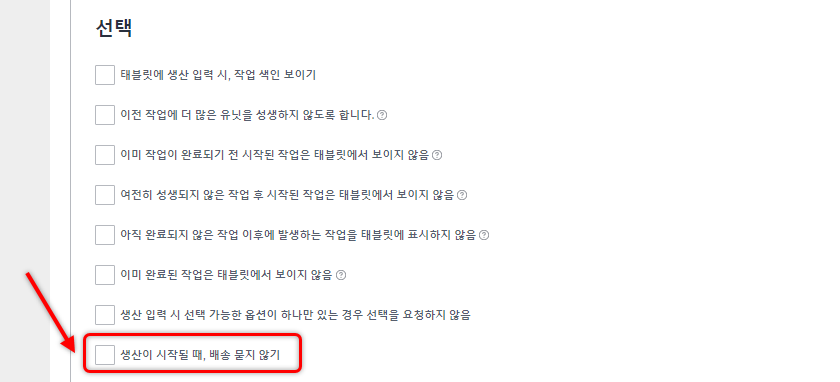 선택
태블릿에 생산 입력 시, 작업 색인 보이기
이전 작업에 더 많은 유닛을 성생하지 않도록 합니다.
이미 작업이 완료되기 전 시작된 작업은 태블릿에서 보이지 않음
여전히 성생되지 않은 작업 후 시작된 작업은 태블릿에서 보이지 않음
아직 완료되지 않은 작업 이후에 발생하는 작업을 태블릿에 표시하지 않음
이미 완료된 작업은 태블릿에서 보이지 않음
생산 입력 시 선택 가능한 옵션이 하나만 있는 경우 선택을 요청하지 않음
생산이 시작될 때, 배송 묻지 않기